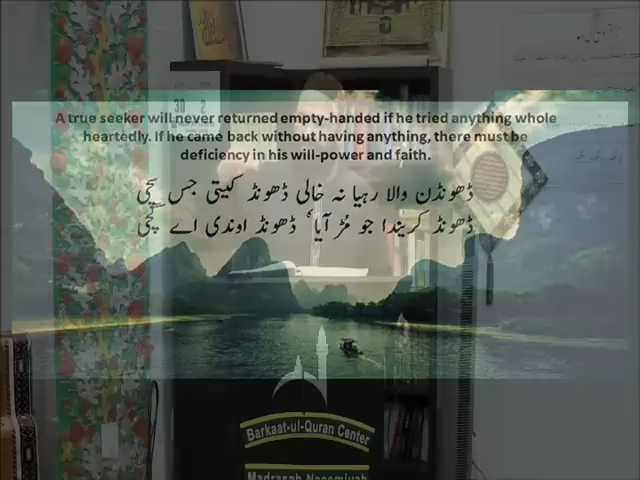 A true seeker will never returned empty-handed if he tried anything whole
heartedly. If he came back without having anything, there must be
deficiency in his will-power and faith.
ڈھونڈن والا رہیا نہ خالی ڈھونڈ کیتی جس سچی
ڈھونڈ کریندا جو مُڑ آیا ڈھونڈ اوندی اے کچی
Barkaat-ul-Quran Center
Madrasah Naeemiyah